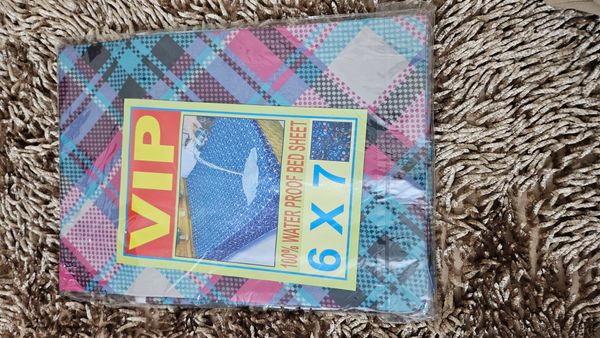 VIP
100% WATER PROOF BED SHEET
6 X 7